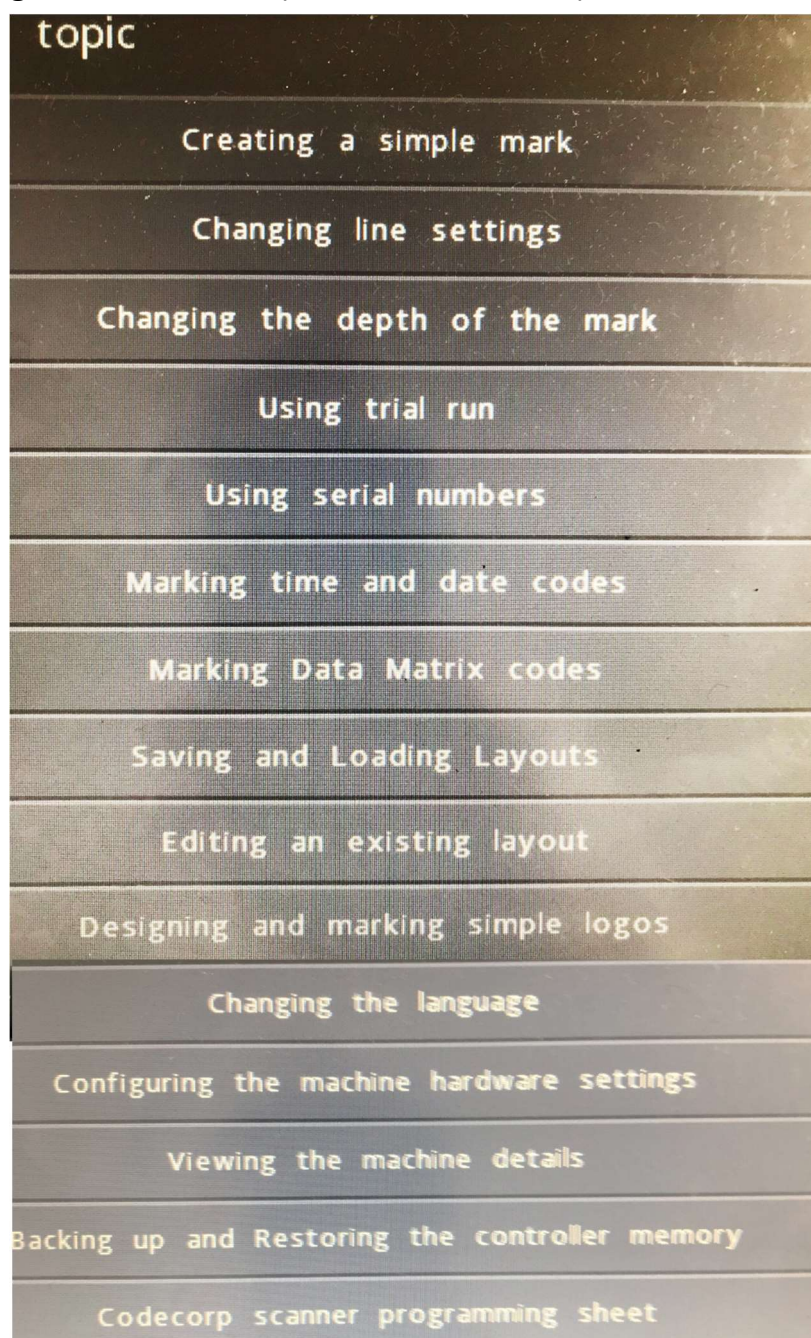 topic
Creating a simple mark
Changing line settings
Changing the depth of the mark
Using trial run
Using serial numbers
Marking time and date codes
Marking Data Matrix codes
Saving and Loading Layouts
Editing an existing layout
Designing and marking simple logos
Changing the language
Configuring the machine hardware settings
Viewing the machine details
Backing up and Restoring the controller memory
Codecorp scanner programming sheet